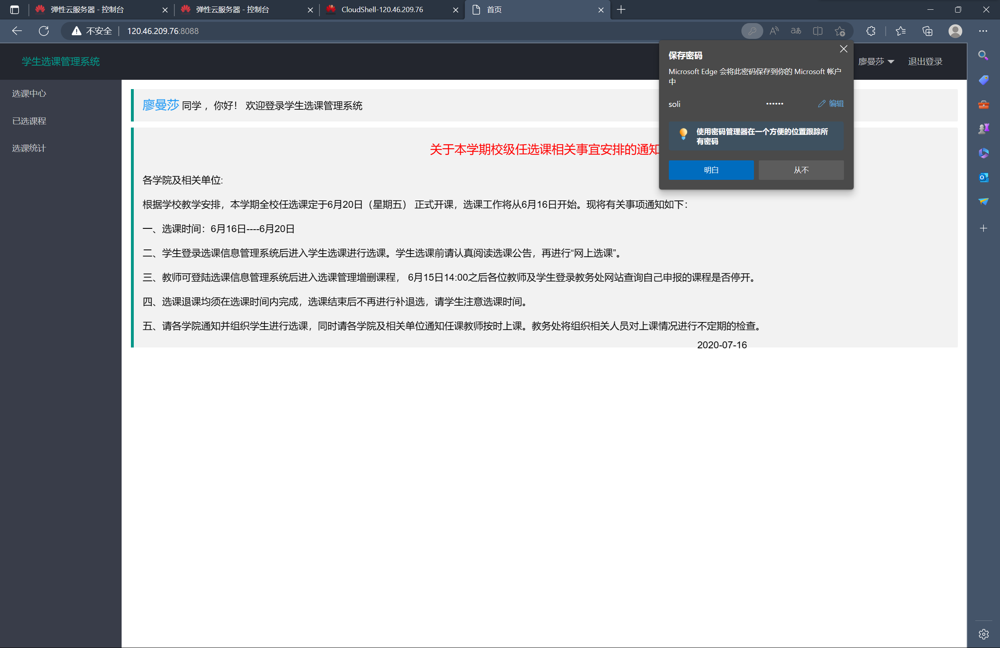 弹性云服务器 - 控制台
弹性云服务器 - 控制台
CloudShell-120.46.209.76
首页
不安全
120.46.209.76:8088
学生选课管理系统
廖曼莎
退出登录
选课中心
已选课程
选课统计
保存密码
Microsoft Edge 会将此密码保存到你的 Microsoft 帐户
中
soli
••••••
编辑
使用密码管理器在一个方便的位置跟踪所
有密码
明白
从不
廖曼莎 同学 ，你好！ 欢迎登录学生选课管理系统
关于本学期校级任选课相关事宜安排的通知
各学院及相关单位:
根据学校教学安排，本学期全校任选课定于6月20日（星期五） 正式开课，选课工作将从6月16日开始。现将有关事项通知如下：
一、选课时间：6月16日----6月20日
二、学生登录选课信息管理系统后进入学生选课进行选课。学生选课前请认真阅读选课公告，再进行“网上选课”。
三、教师可登陆选课信息管理系统后进入选课管理增删课程， 6月15日14:00之后各位教师及学生登录教务处网站查询自己申报的课程是否停开。
四、选课退课均须在选课时间内完成，选课结束后不再进行补退选，请学生注意选课时间。
五、请各学院通知并组织学生进行选课，同时请各学院及相关单位通知任课教师按时上课。教务处将组织相关人员对上课情况进行不定期的检查。
2020-07-16